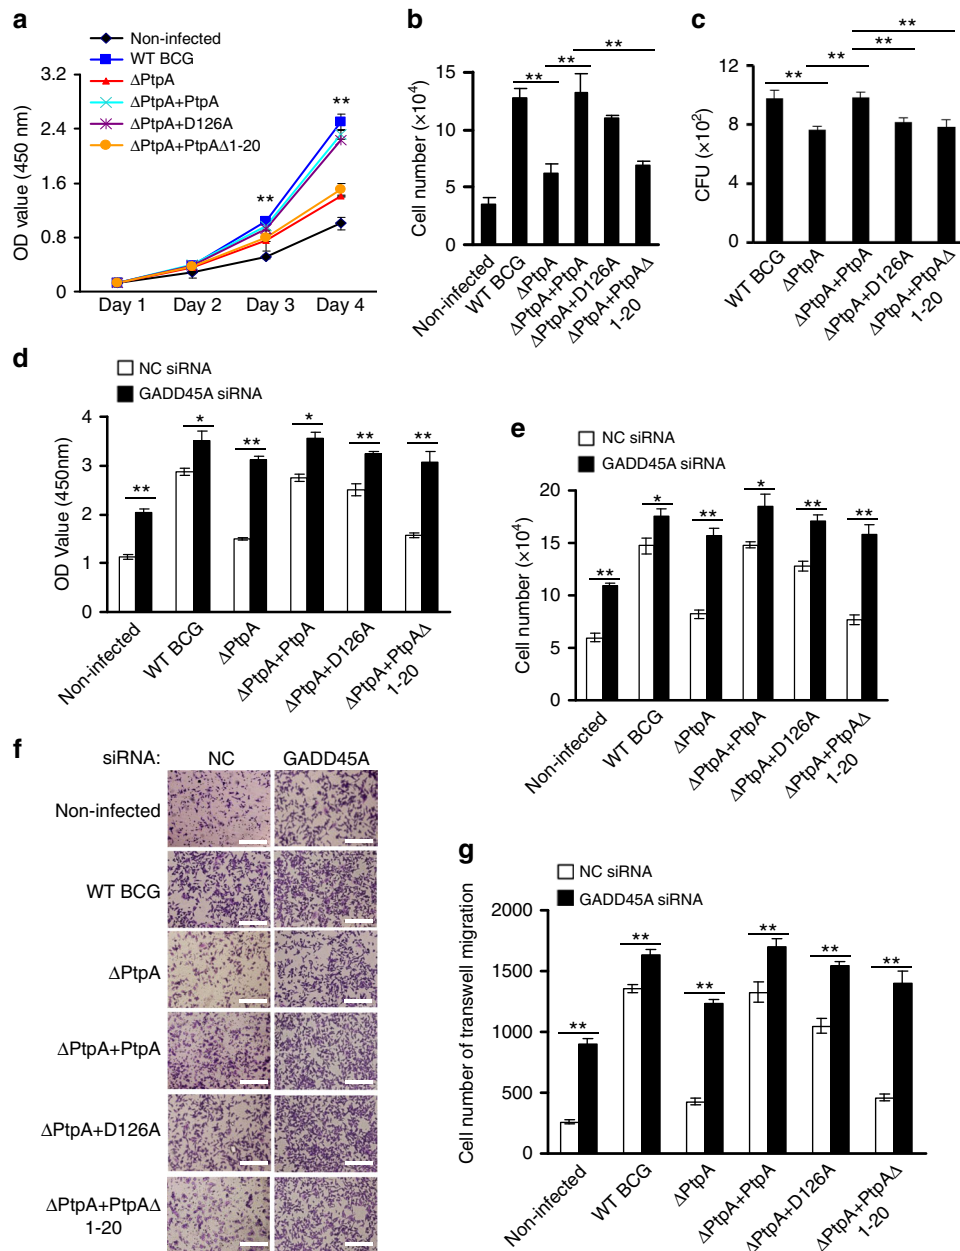 a
Non-infected
WT BCG
ΔPtpA
ΔPtpA+PtpA
ΔPtpA+D126A
ΔPtpA+PtpAΔ1-20
OD value (450 nm)
3.2
2.4
1.6
0.8
0
**
**
Day 1 Day 2 Day 3 Day 4
b
Cell number (×10⁴)
15
10
5
0
**
**
**
Non-infected
WT BCG
ΔPtpA
ΔPtpA+PtpA
ΔPtpA+D126A
ΔPtpA+PtpAΔ
1-20
c
CFU (×10²)
12
8
4
0
**
**
**
**
WT BCG
ΔPtpA
ΔPtpA+PtpA
ΔPtpA+D126A
ΔPtpA+PtpAΔ
1-20
d
NC siRNA
GADD45A siRNA
OD Value (450nm)
4
3
2
1
0
**
*
**
*
**
**
Non-infected
WT BCG
ΔPtpA
ΔPtpA+PtpA
ΔPtpA+D126A
ΔPtpA+PtpAΔ
1-20
e
NC siRNA
GADD45A siRNA
Cell number (×10⁴)
20
15
10
5
0
**
*
**
*
**
**
Non-infected
WT BCG
ΔPtpA
ΔPtpA+PtpA
ΔPtpA+D126A
ΔPtpA+PtpAΔ
1-20
f
siRNA: NC GADD45A
Non-infected
WT BCG
ΔPtpA
ΔPtpA+PtpA
ΔPtpA+D126A
ΔPtpA+PtpAΔ
1-20
g
NC siRNA
GADD45A siRNA
Cell number of transwell migration
2000
1500
1000
500
0
**
**
**
**
**
**
Non-infected
WT BCG
ΔPtpA
ΔPtpA+PtpA
ΔPtpA+D126A
ΔPtpA+PtpAΔ
1-20